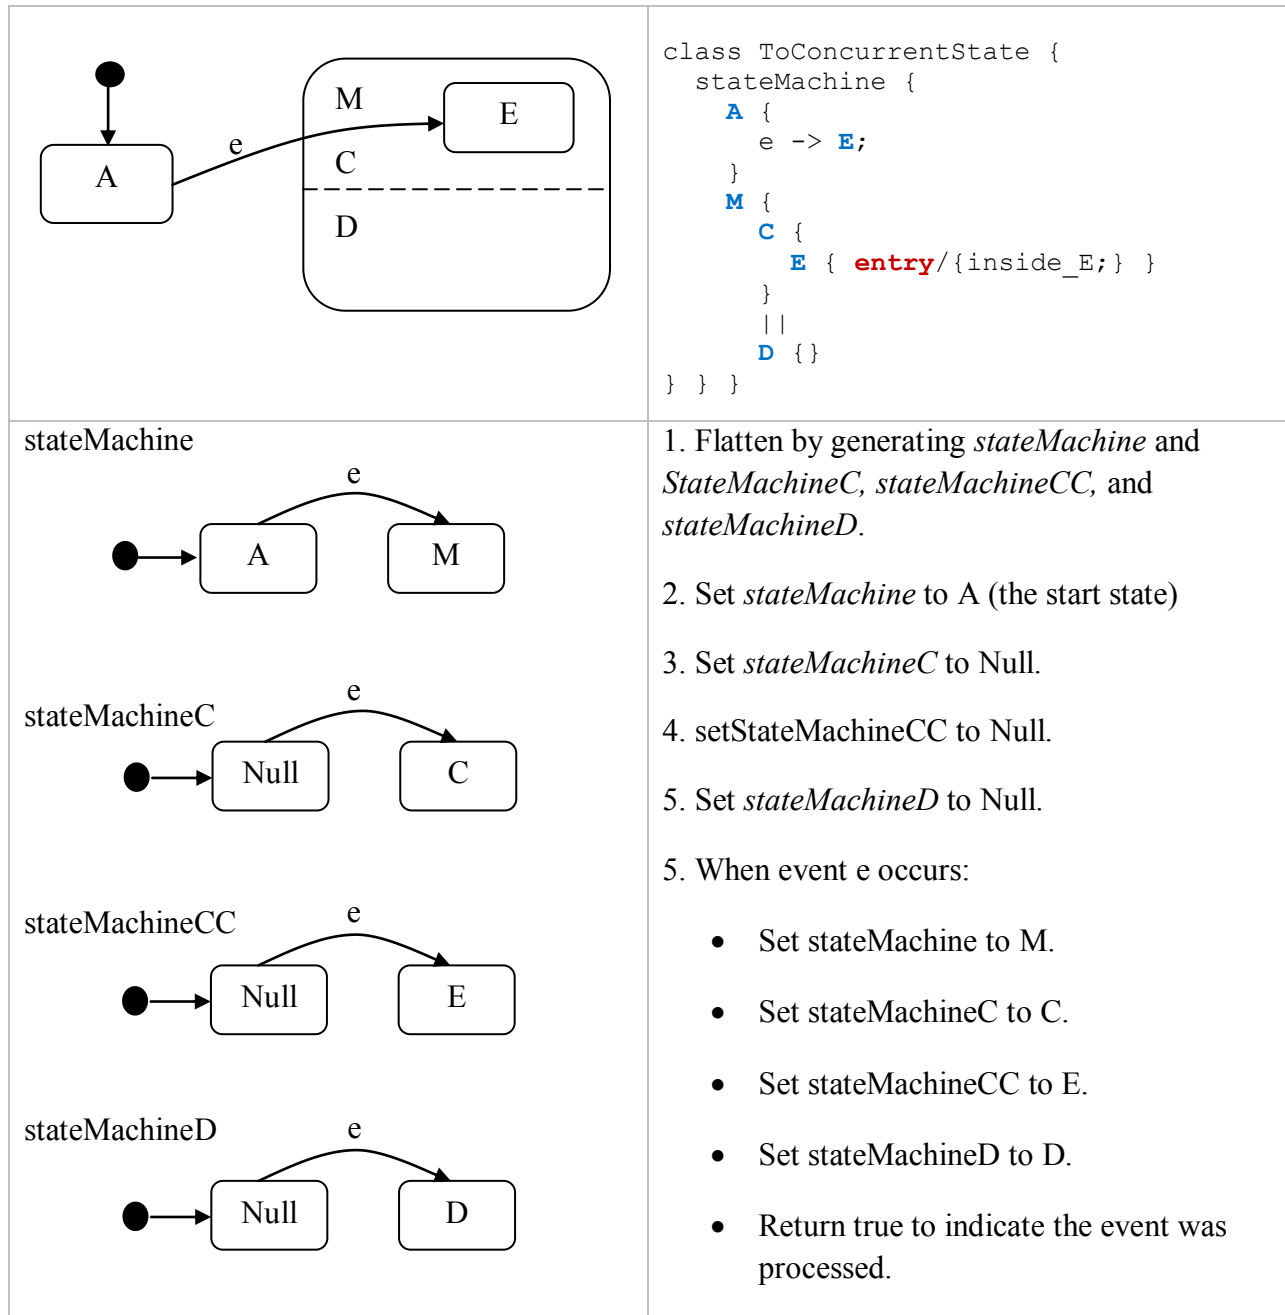 M
E
e
A
C
D
class ToConcurrentState {
stateMachine {
A {
e -> E;
}
M {
C {
E { entry/{inside_E;} }
}
||
D {}
} } }
stateMachine
e
A
M
stateMachineC
e
Null
C
stateMachineCC
e
Null
E
stateMachineD
e
Null
D
1. Flatten by generating stateMachine and
StateMachineC, stateMachineCC, and
stateMachineD.
2. Set stateMachine to A (the start state)
3. Set stateMachineC to Null.
4. setStateMachineCC to Null.
5. Set stateMachineD to Null.
5. When event e occurs:
• Set stateMachine to M.
• Set stateMachineC to C.
• Set stateMachineCC to E.
• Set stateMachineD to D.
• Return true to indicate the event was
processed.